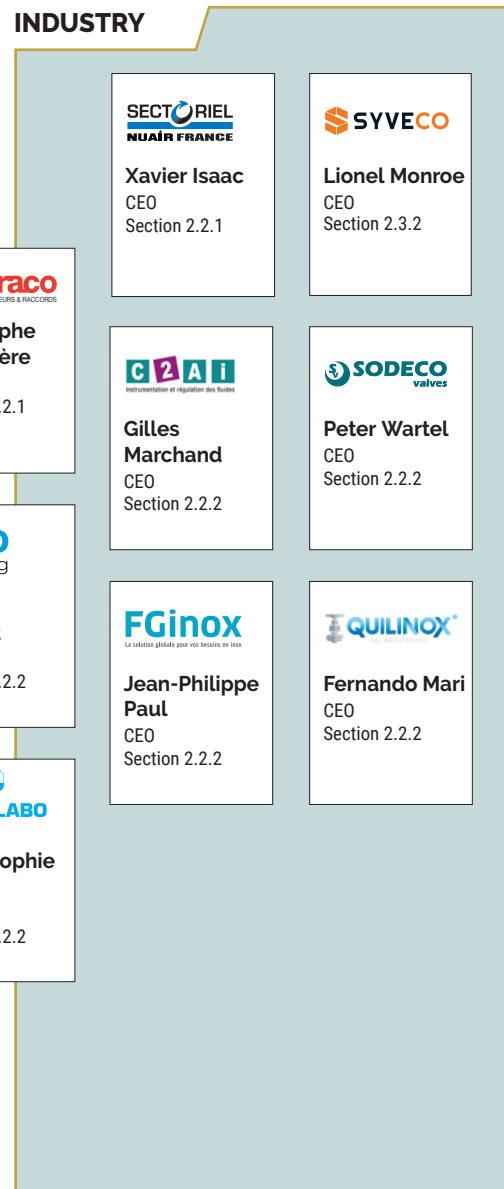 INDUSTRY
SECTORIEL
NUAIR FRANCE
Xavier Isaac
CEO
Section 2.2.1
SYVECO
Lionel Monroe
CEO
Section 2.3.2
raco
EURS & RACCORDS
phe
ère
.2.1
C2Ai
Instrumentation et régulation des fluides
Gilles
Marchand
CEO
Section 2.2.2
SODECO
valves
Peter Wartel
CEO
Section 2.2.2
g
.2.2
FGinox
La solution globale pour vos besoins en inox
Jean-Philippe
Paul
CEO
Section 2.2.2
QUILINOX
Fernando Mari
CEO
Section 2.2.2
LABO
ophie
.2.2